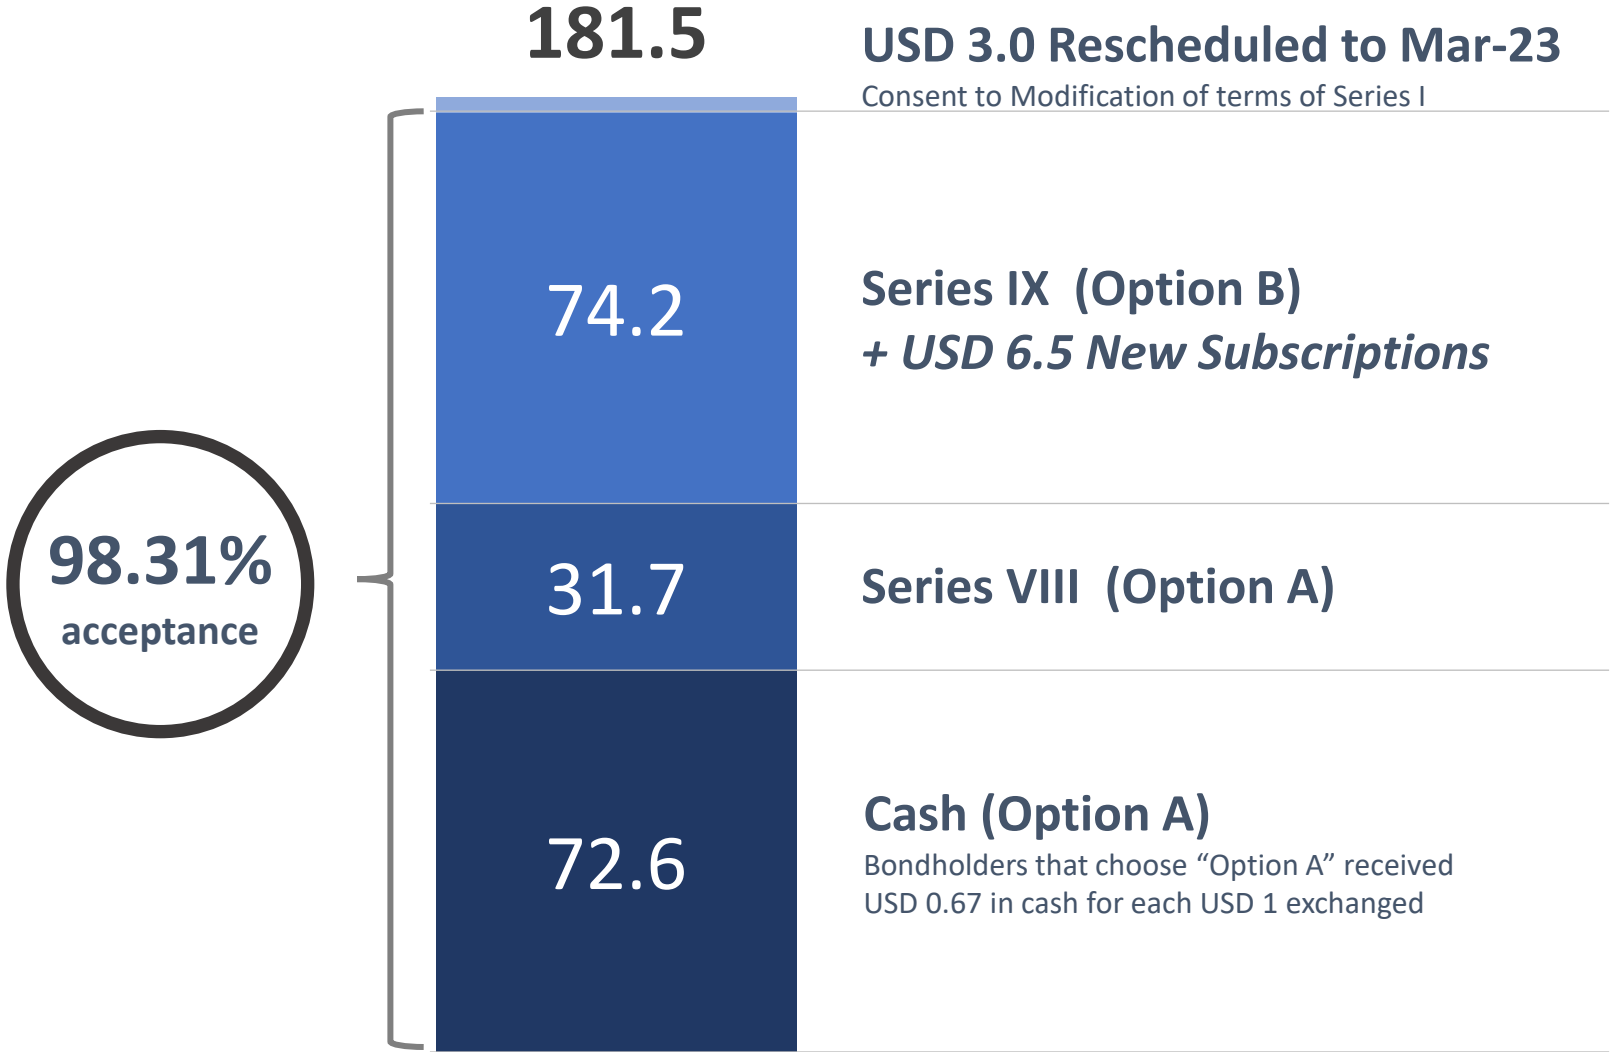 181.5
USD 3.0 Rescheduled to Mar-23
Consent to Modification of terms of Series I
74.2
Series IX (Option B)
+ USD 6.5 New Subscriptions
98.31%
acceptance
31.7
Series VIII (Option A)
72.6
Cash (Option A)
Bondholders that choose “Option A” received
USD 0.67 in cash for each USD 1 exchanged